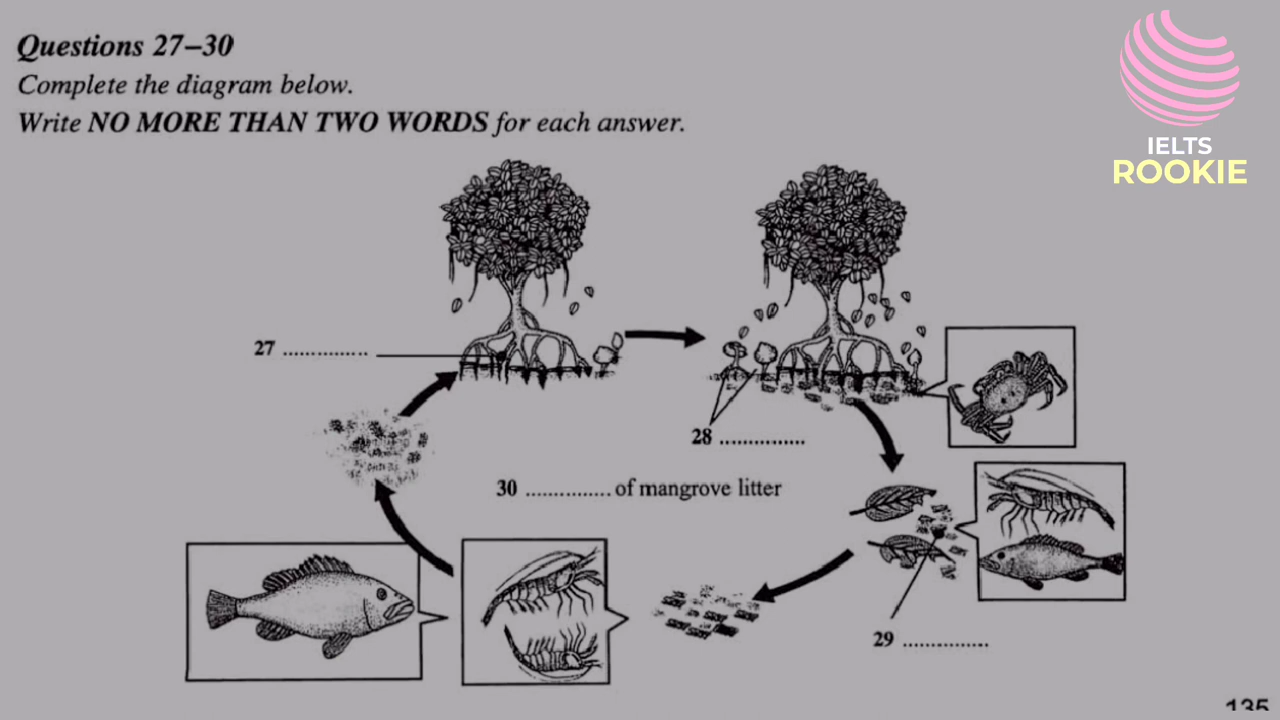 Questions 27–30
Complete the diagram below.
Write NO MORE THAN TWO WORDS for each answer.
IELTS
ROOKIE
27 ...............
28 ...............
30 ............... of mangrove litter
29 ...............
135